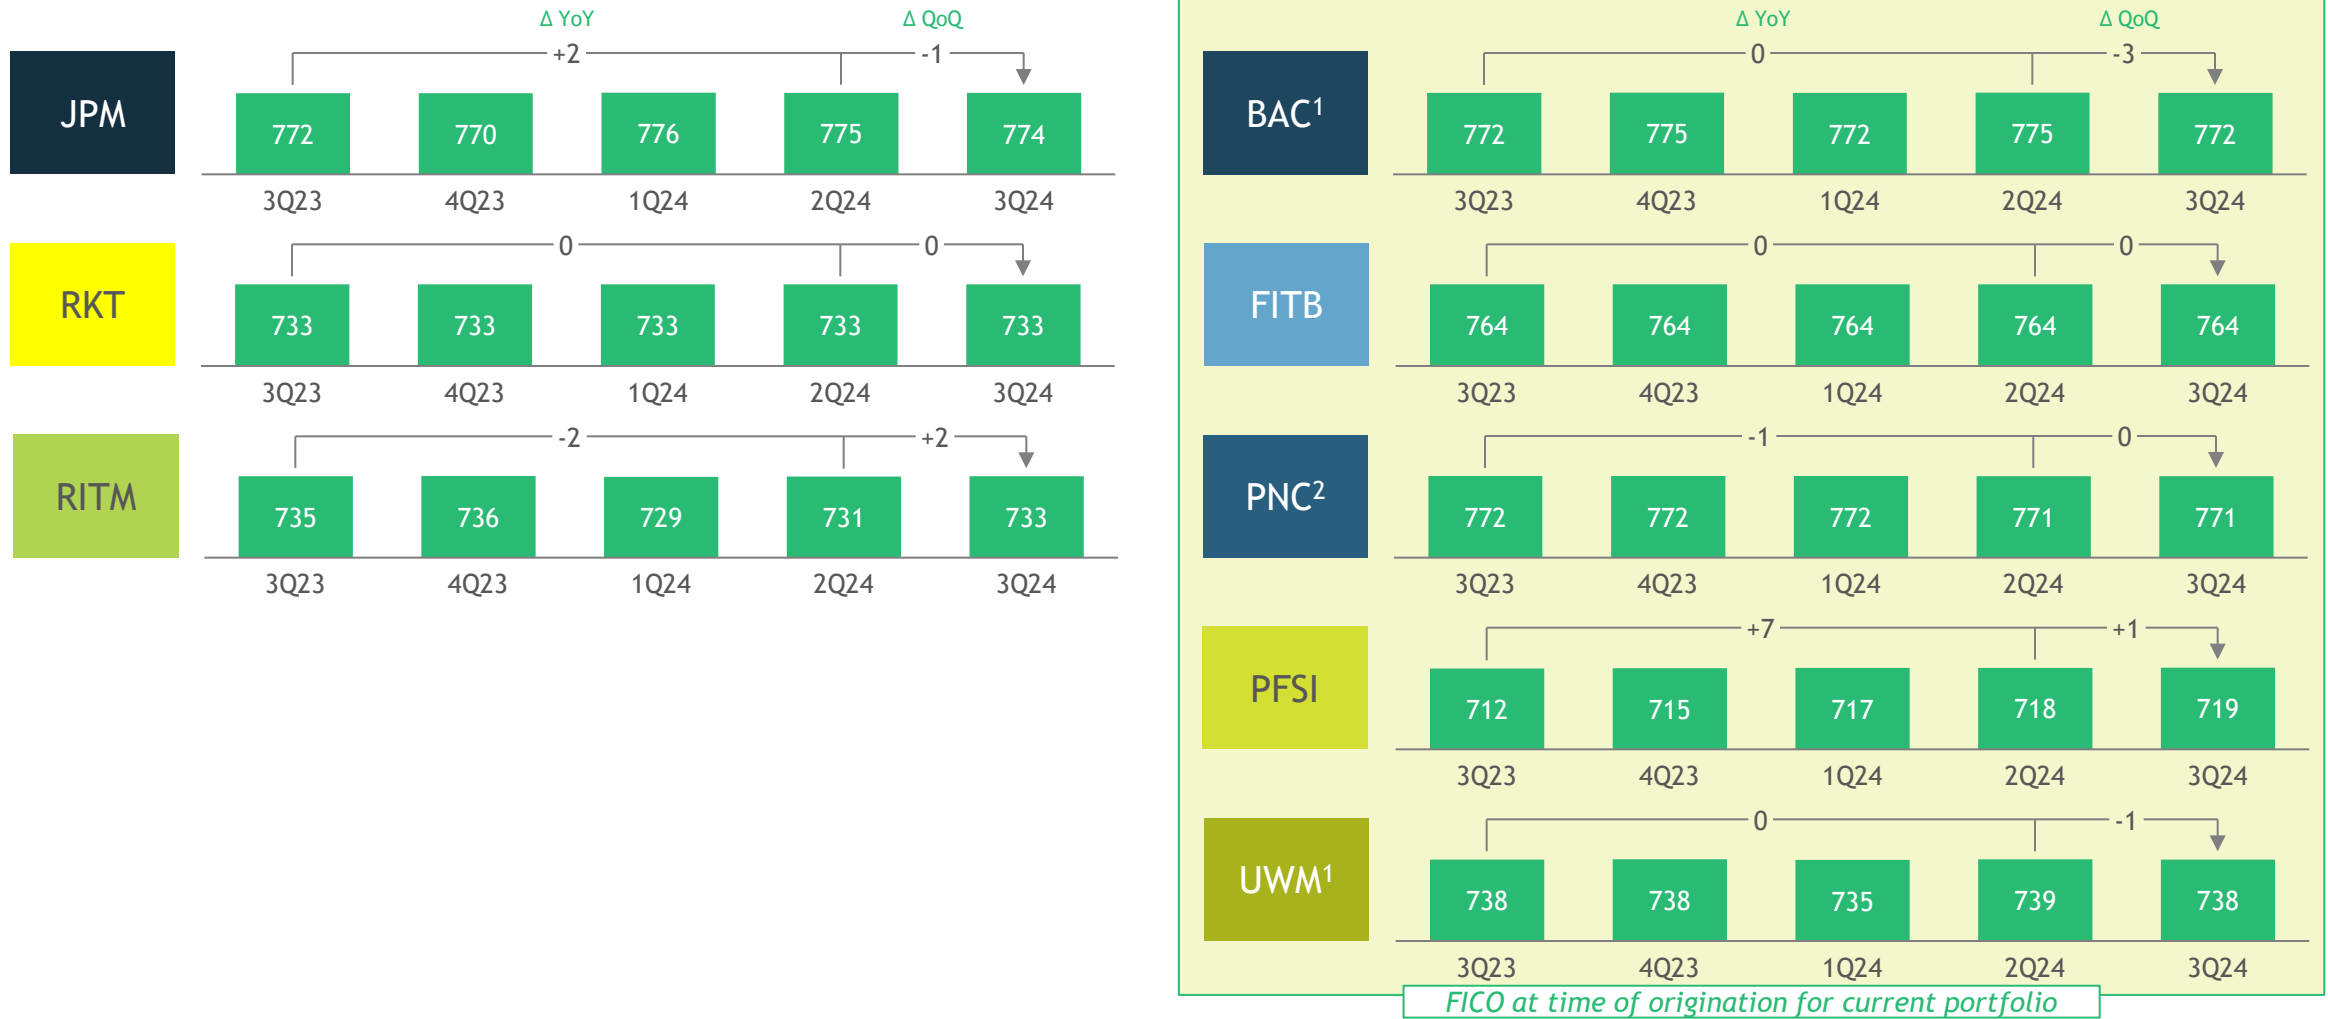 Δ YoY
Δ QoQ
+2
-1
JPM
772
770
776
775
774
3Q23
4Q23
1Q24
2Q24
3Q24
0
0
RKT
733
733
733
733
733
3Q23
4Q23
1Q24
2Q24
3Q24
-2
+2
RITM
735
736
729
731
733
3Q23
4Q23
1Q24
2Q24
3Q24
Δ YoY
Δ QoQ
0
-3
BAC¹
772
775
772
775
772
3Q23
4Q23
1Q24
2Q24
3Q24
0
0
FITB
764
764
764
764
764
3Q23
4Q23
1Q24
2Q24
3Q24
-1
0
PNC²
772
772
772
771
771
3Q23
4Q23
1Q24
2Q24
3Q24
+7
+1
PFSI
712
715
717
718
719
3Q23
4Q23
1Q24
2Q24
3Q24
0
-1
UWM¹
738
738
735
739
738
3Q23
4Q23
1Q24
2Q24
3Q24
FICO at time of origination for current portfolio